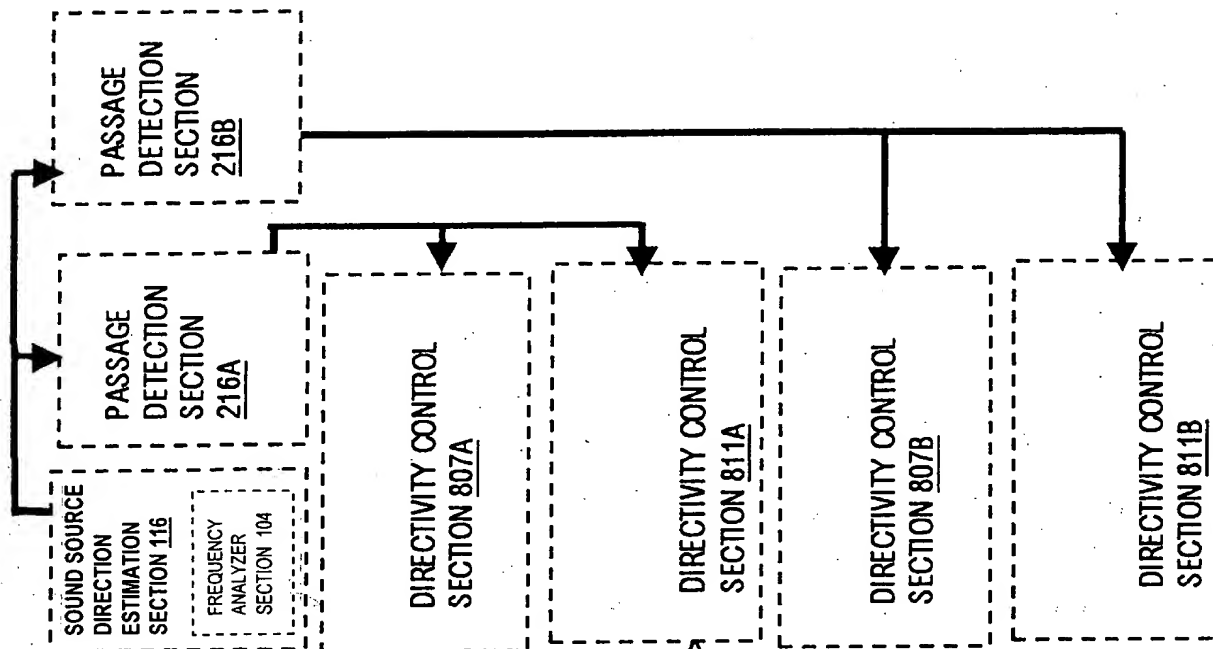 PASSAGE
DETECTION
SECTION
216B
PASSAGE
DETECTION
SECTION
216A
SOUND SOURCE
DIRECTION
ESTIMATION
SECTION 116
FREQUENCY
ANALYZER
SECTION 104
DIRECTIVITY CONTROL
SECTION 807A
DIRECTIVITY CONTROL
SECTION 811A
DIRECTIVITY CONTROL
SECTION 807B
DIRECTIVITY CONTROL
SECTION 811B